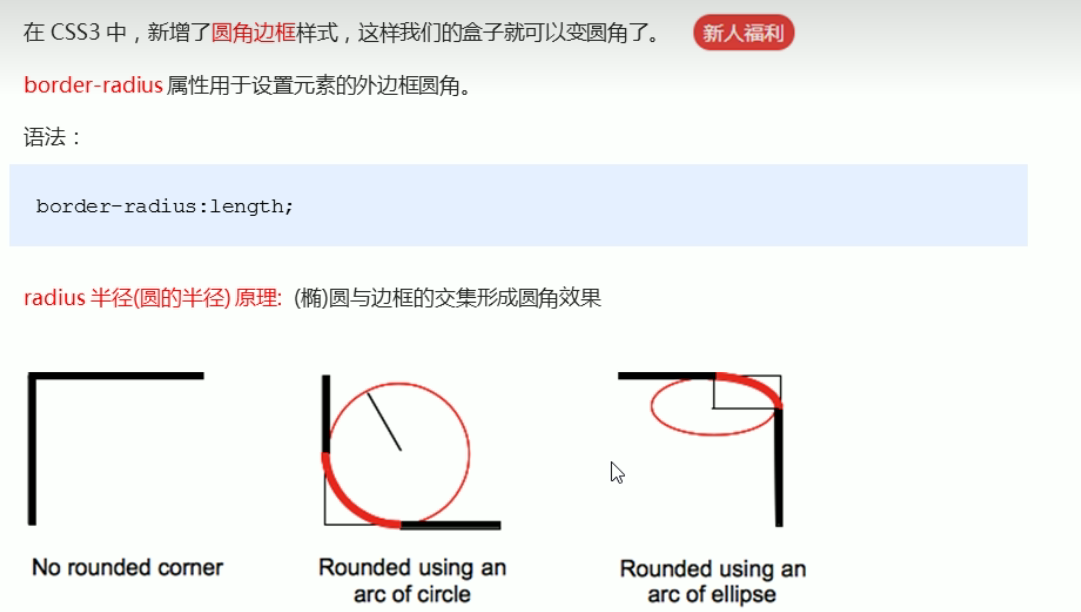 在 CSS3 中，新增了圆角边框样式，这样我们的盒子就可以变圆角了。 新人福利
border-radius 属性用于设置元素的外边框圆角。
语法：
border-radius:length;
radius 半径(圆的半径) 原理: (椭)圆与边框的交集形成圆角效果
No rounded corner
Rounded using an
arc of circle
Rounded using an
arc of ellipse